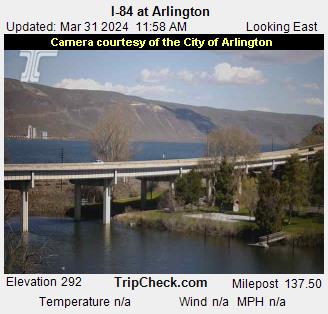 I-84 at Arlington
Updated: Mar 31 2024 11:58 AM Looking East
Camera courtesy of the City of Arlington
Elevation 292 TripCheck.com Milepost 137.50
Temperature n/a Wind n/a MPH n/a